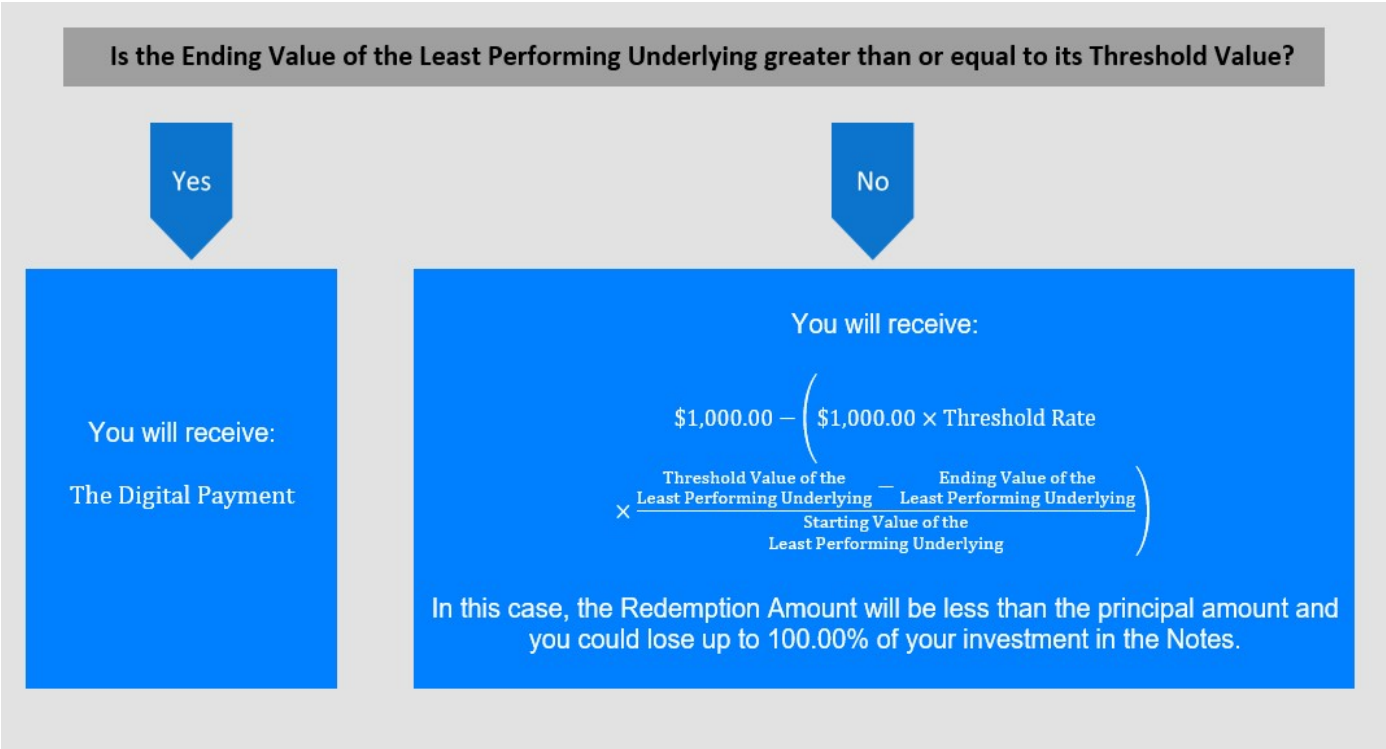 Is the Ending Value of the Least Performing Underlying greater than or equal to its Threshold Value?
Yes
No
You will receive:
The Digital Payment
You will receive:
$1,000.00 − ( $1,000.00 × Threshold Rate
Threshold Value of the − Ending Value of the
× Least Performing Underlying Least Performing Underlying )
Starting Value of the
Least Performing Underlying
In this case, the Redemption Amount will be less than the principal amount and
you could lose up to 100.00% of your investment in the Notes.